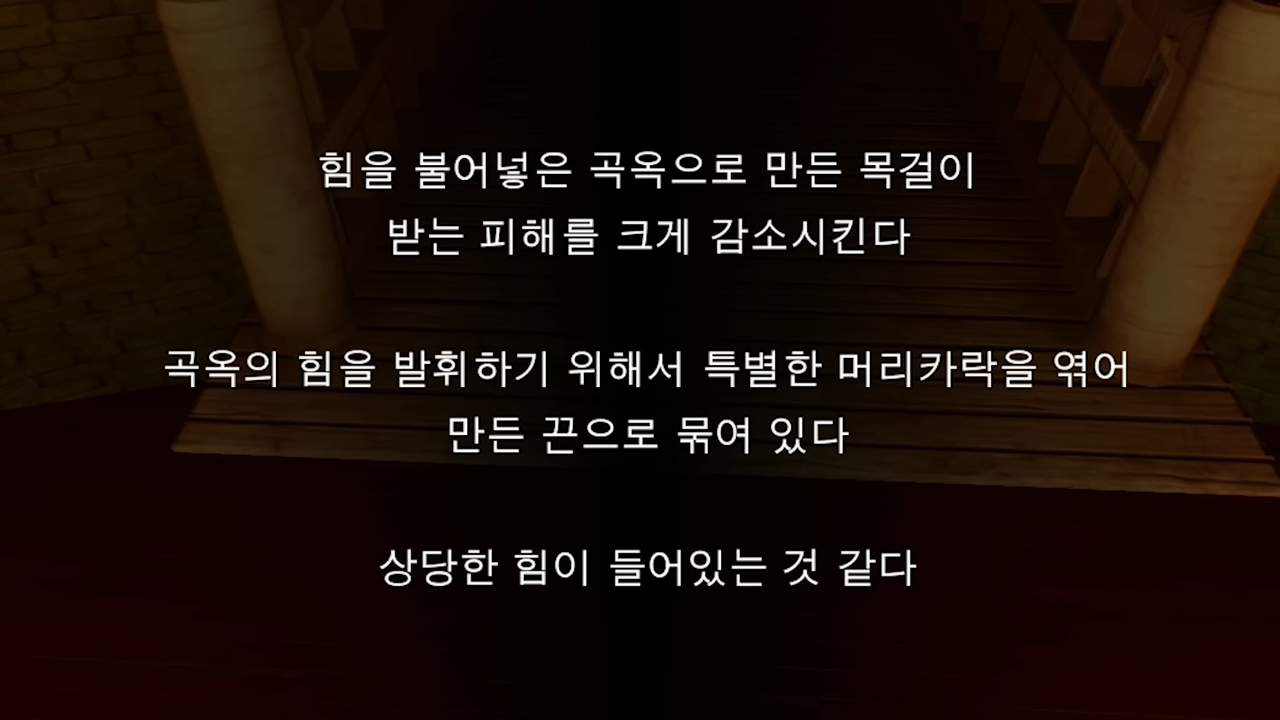 힘을 불어넣은 곡옥으로 만든 목걸이
받는 피해를 크게 감소시킨다
곡옥의 힘을 발휘하기 위해서 특별한 머리카락을 엮어
만든 끈으로 묶여 있다
상당한 힘이 들어있는 것 같다